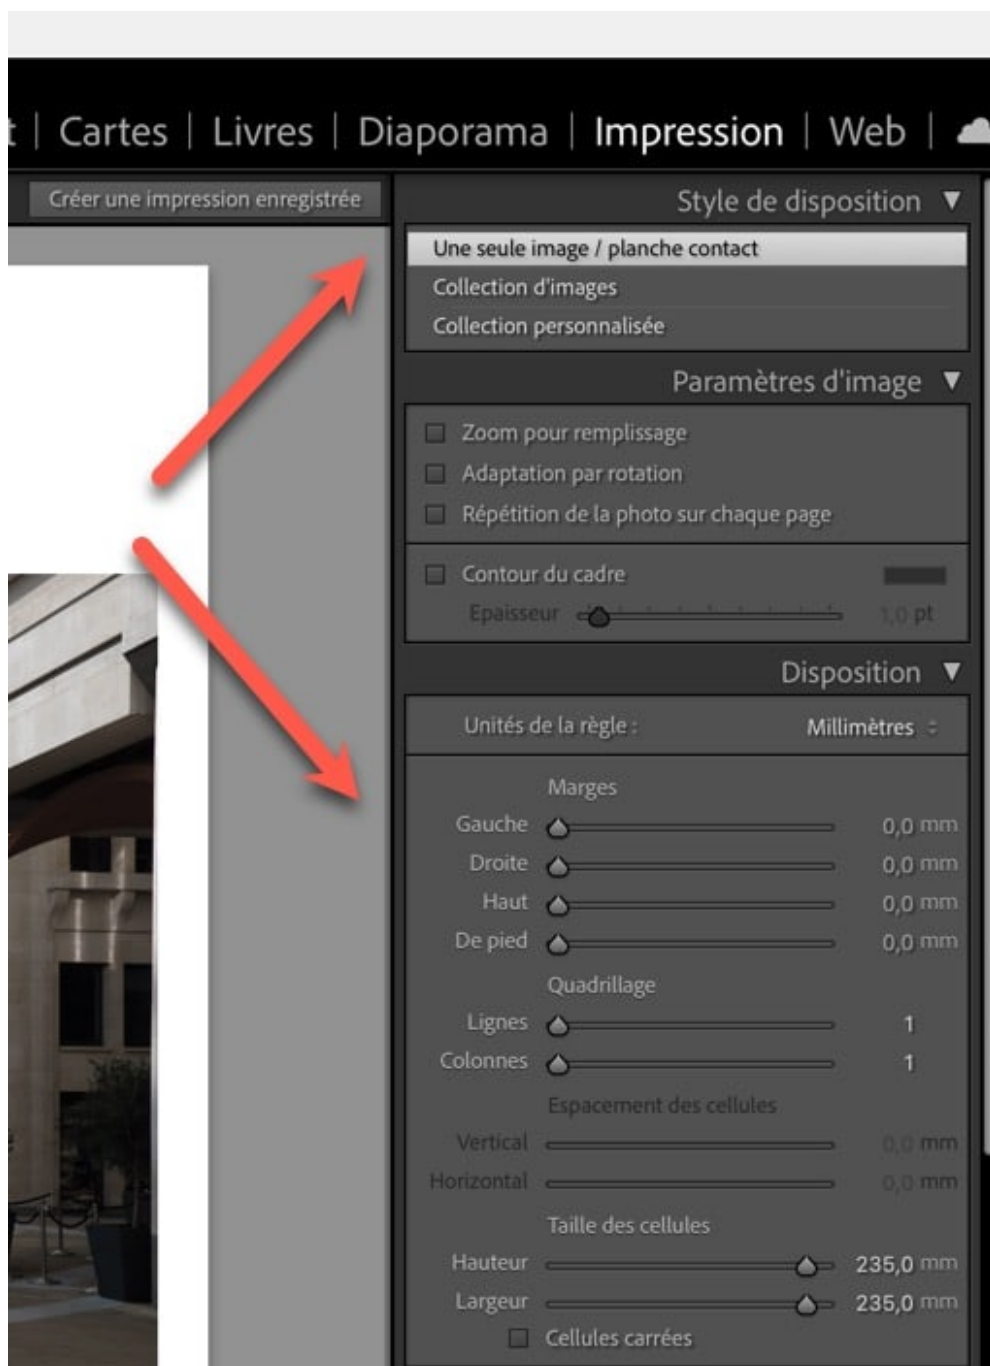 t | Cartes | Livres | Diaporama | Impression | Web |
Créer une impression enregistrée
Style de disposition
Une seule image / planche contact
Collection d'images
Collection personnalisée
Paramètres d'image
Zoom pour remplissage
Adaptation par rotation
Répétition de la photo sur chaque page
Contour du cadre
Epaisseur 1,0 pt
Disposition
Unités de la règle : Millimètres
Marges
Gauche 0,0 mm
Droite 0,0 mm
Haut 0,0 mm
De pied 0,0 mm
Quadrillage
Lignes 1
Colonnes 1
Espacement des cellules
Vertical 0,0 mm
Horizontal 0,0 mm
Taille des cellules
Hauteur 235,0 mm
Largeur 235,0 mm
Cellules carrées